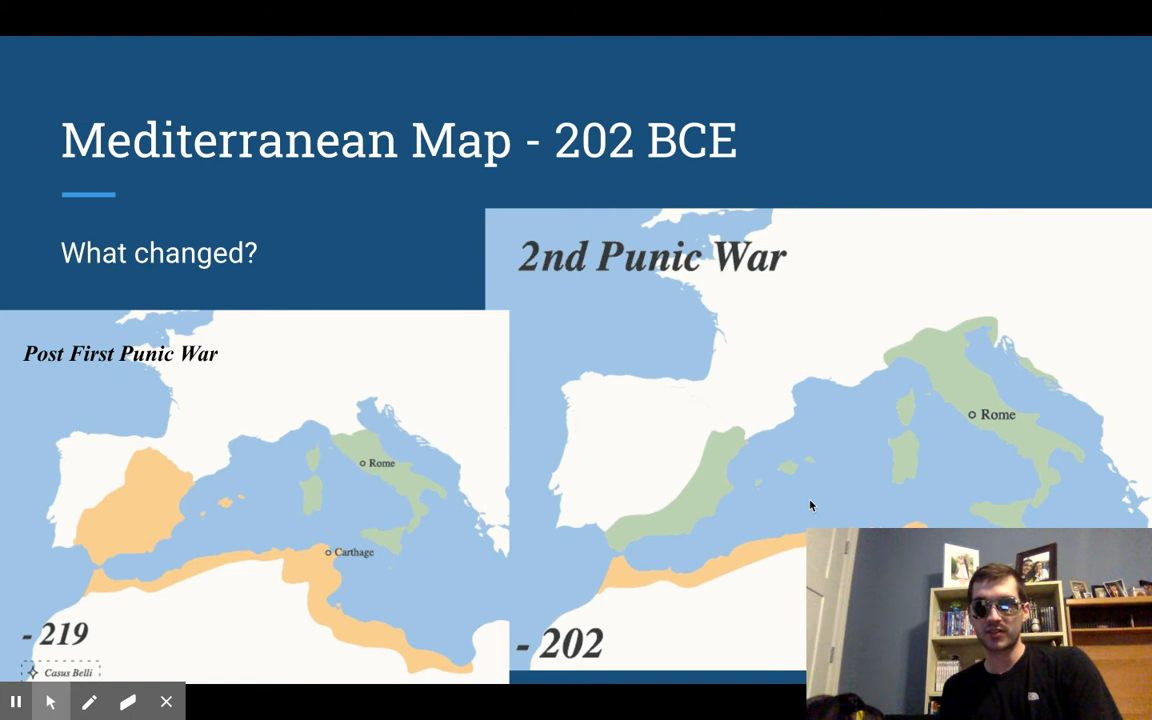 Mediterranean Map - 202 BCE
What changed?
2nd Punic War
Rome
- 202
Post First Punic War
Rome
Carthage
- 219
Casus Belli